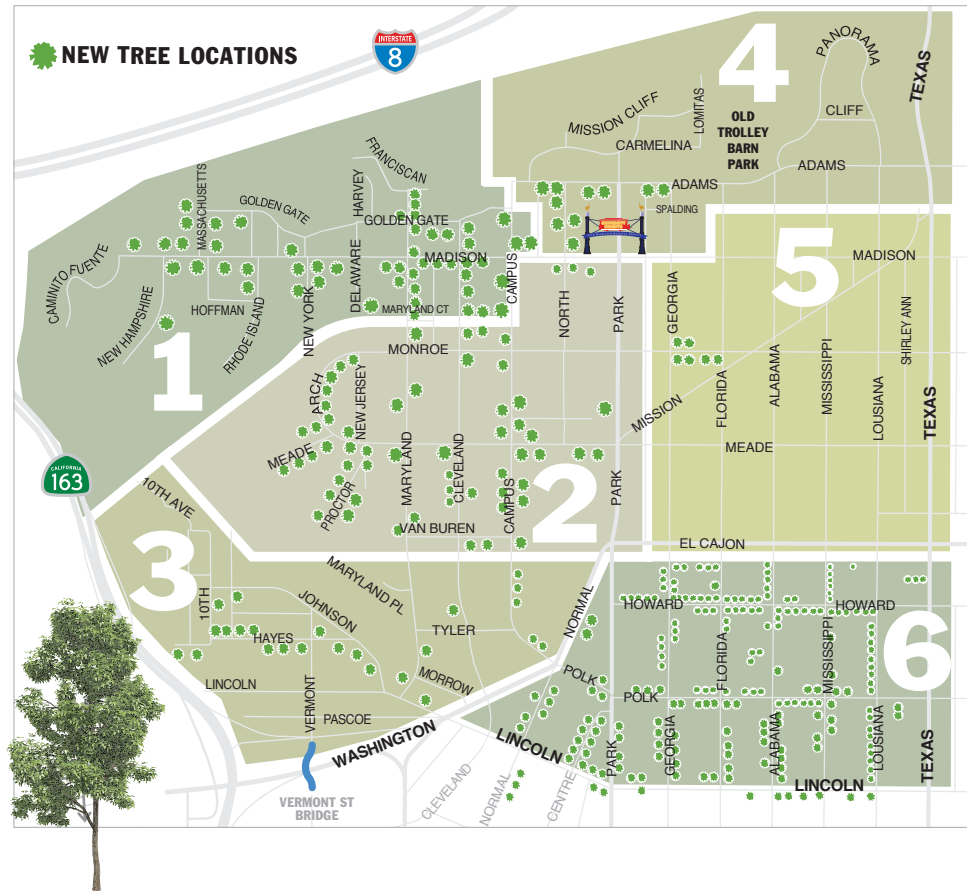 NEW TREE LOCATIONS
INTERSTATE
8
4
PANORAMA
TEXAS
MISSION CLIFF
LOMITAS
CLIFF
OLD
TROLLEY
BARN
PARK
CARMELINA
ADAMS
ADAMS
SPALDING
FRANCISCAN
HARVEY
MASSACHUSETTS
GOLDEN GATE
GOLDEN GATE
CAMINITO FUENTE
DELAWARE
MADISON
CAMPUS
5
MADISON
NEW HAMPSHIRE
HOFFMAN
RHODE ISLAND
NEW YORK
MARYLAND CT
NORTH
PARK
GEORGIA
SHIRLEY ANN
1
MONROE
ARCH
NEW JERSEY
MISSION
FLORIDA
ALABAMA
MISSISSIPPI
LOUSIANA
TEXAS
MEADE
MARYLAND
CLEVELAND
MEADE
CALIFORNIA
163
PROCTOR
CAMPUS
2
PARK
10TH AVE
VAN BUREN
EL CAJON
3
10TH
MARYLAND PL
JOHNSON
NORMAL
HOWARD
HOWARD
HAYES
TYLER
FLORIDA
MISSISSIPPI
6
LINCOLN
MORROW
POLK
POLK
VERMONT
PASCOE
WASHINGTON
LINCOLN
PARK
GEORGIA
ALABAMA
LOUSIANA
TEXAS
LINCOLN
VERMONT ST
BRIDGE
CLEVELAND
NORMAL
CENTRE